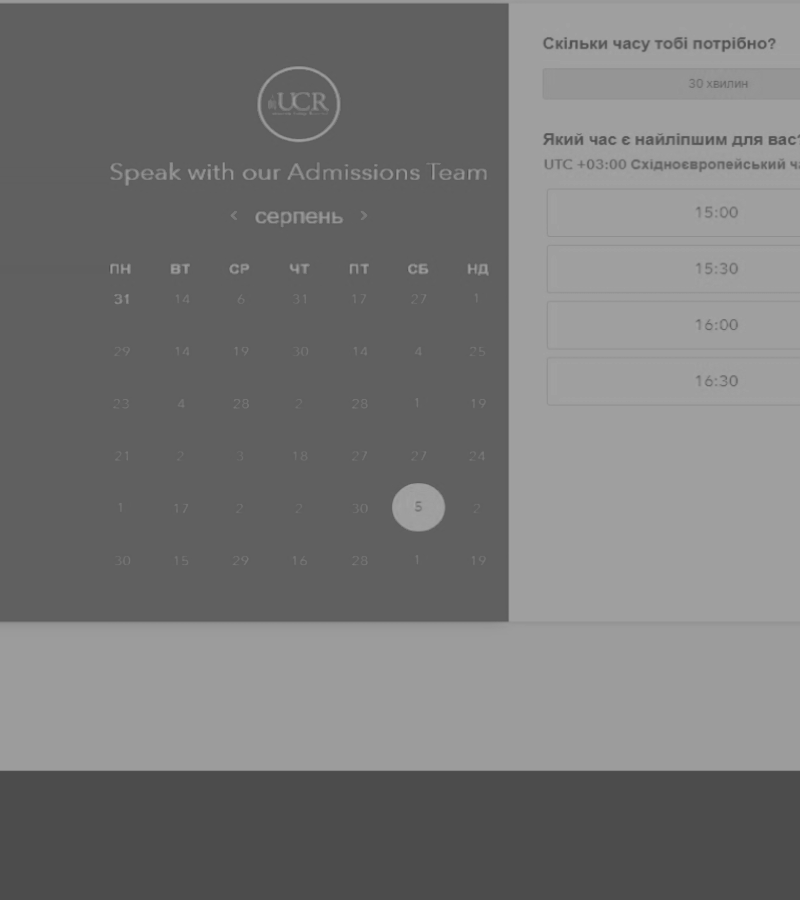 UCR
Speak with our Admissions Team
< серпень >
ПН ВТ СР ЧТ ПТ СБ НД
31 14 6 31 17 27 1
29 14 19 30 14 4 25
23 4 28 2 28 1 19
21 2 3 18 27 27 24
1 17 2 2 30 5 2
30 15 29 16 28 1 19
Скільки часу тобі потрібно?
30 хвилин
Який час є найліпшим для вас?
UTC +03:00 Східноєвропейський ч
15:00
15:30
16:00
16:30